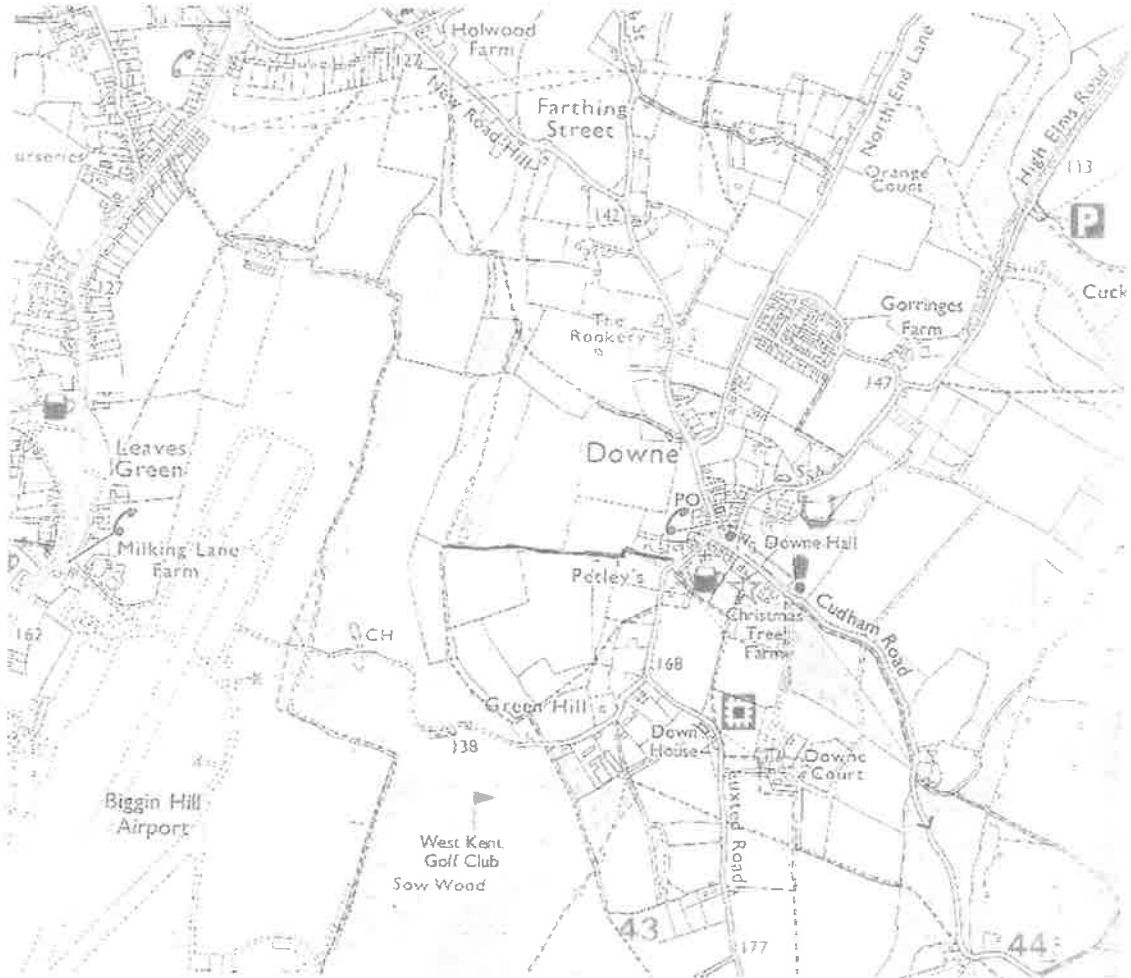 Holwood
Farm
122
New Road Hill
Farthing
Street
North End Lane
High Elms Road
113
P
Orange
Court
142
127
Gorringes
Farm
The
Rookery
147
Leaves
Green
Downe
Sch
PO
Milking Lane
Farm
Downe Hall
Petley's
Christmas
Tree
Farm
Cudham Road
162
CH
168
Green Hill
138
Down
House
Downe
Court
Biggin Hill
Airport
Luxted Road
West Kent
Golf Club
Sow Wood
43
44
177